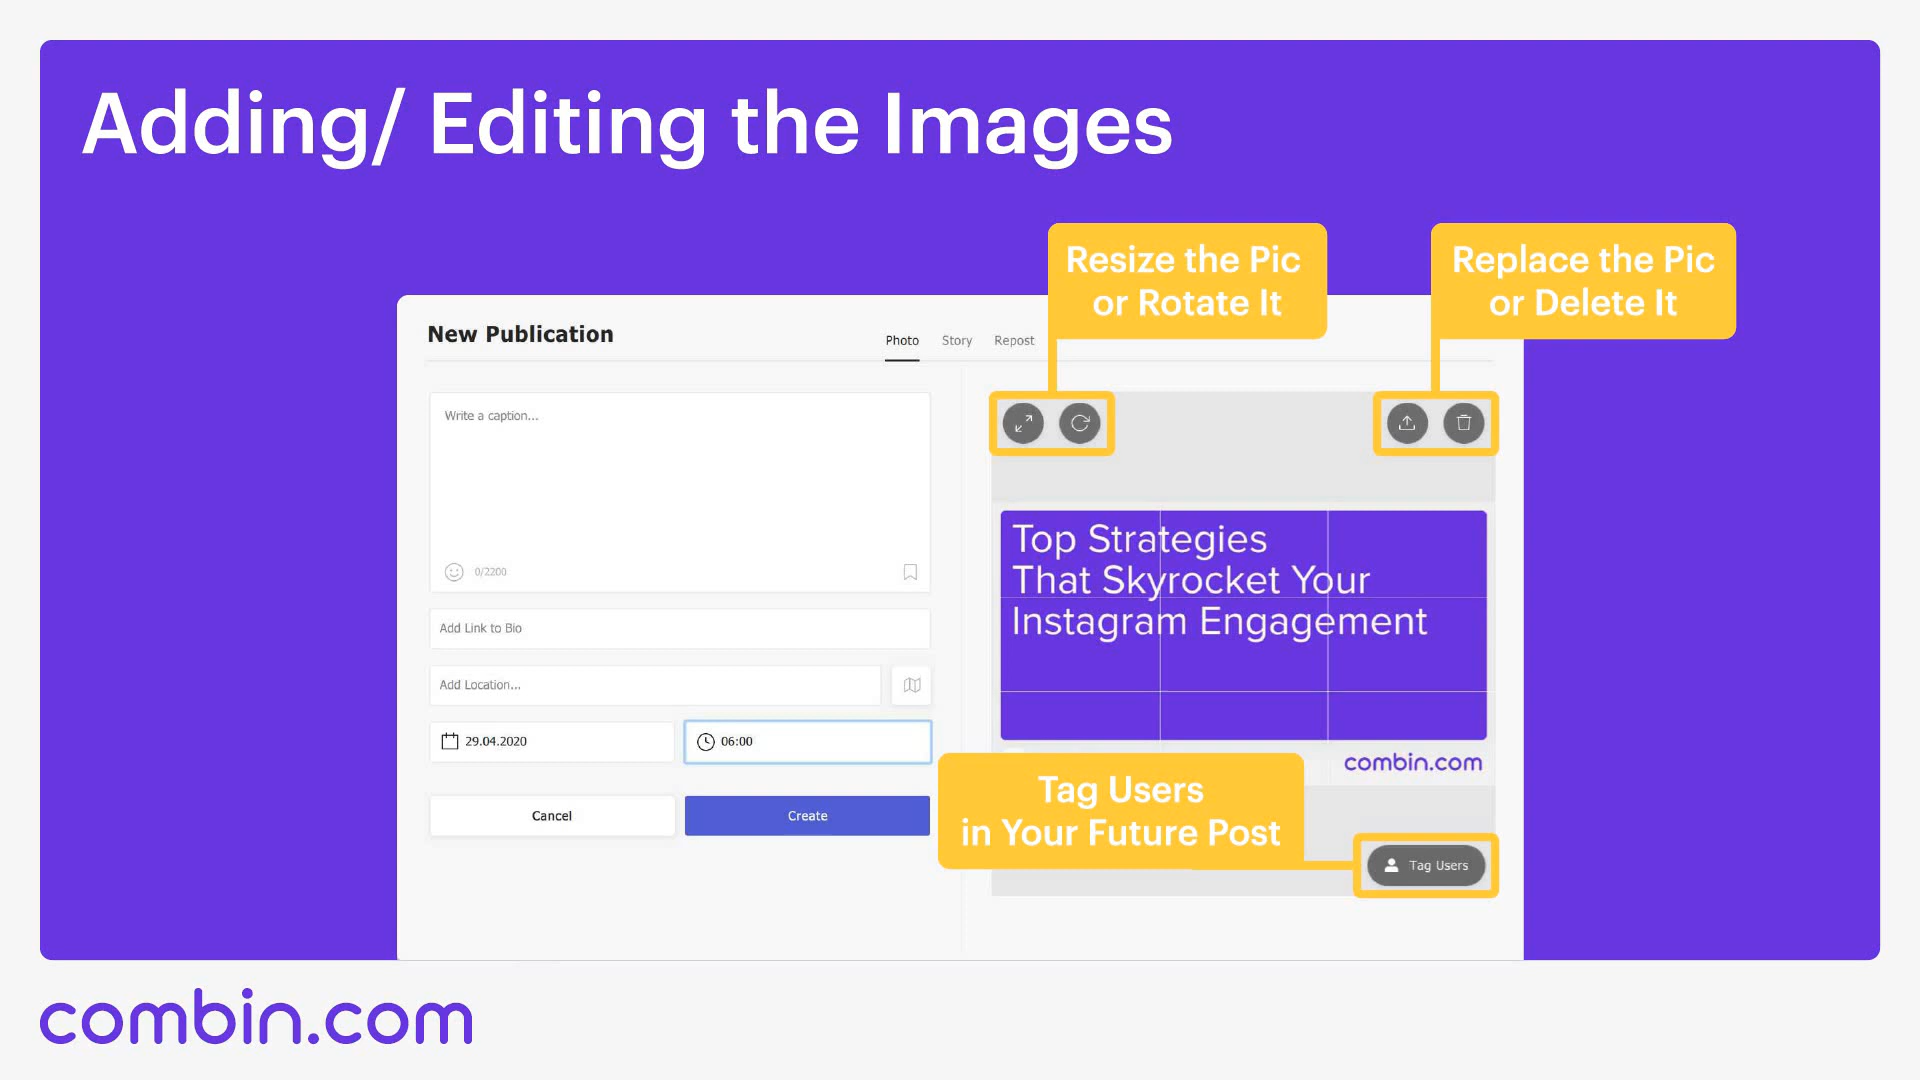 Adding/ Editing the Images
Resize the Pic
or Rotate It
Replace the Pic
or Delete It
New Publication
Photo
Story
Repost
Write a caption...
0/2200
Add Link to Bio
Add Location...
29.04.2020
06:00
Cancel
Create
Top Strategies
That Skyrocket Your
Instagram Engagement
combin.com
Tag Users
in Your Future Post
Tag Users
combin.com